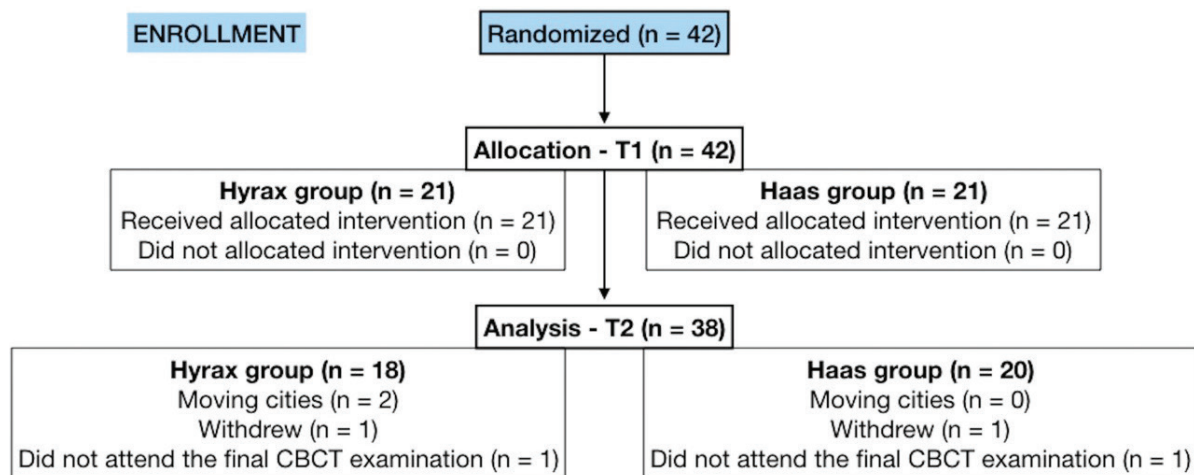 ENROLLMENT
Randomized (n = 42)
Allocation - T1 (n = 42)
Hyrax group (n = 21)
Received allocated intervention (n = 21)
Did not allocated intervention (n = 0)
Haas group (n = 21)
Received allocated intervention (n = 21)
Did not allocated intervention (n = 0)
Analysis - T2 (n = 38)
Hyrax group (n = 18)
Moving cities (n = 2)
Withdrew (n = 1)
Did not attend the final CBCT examination (n = 1)
Haas group (n = 20)
Moving cities (n = 0)
Withdrew (n = 1)
Did not attend the final CBCT examination (n = 1)